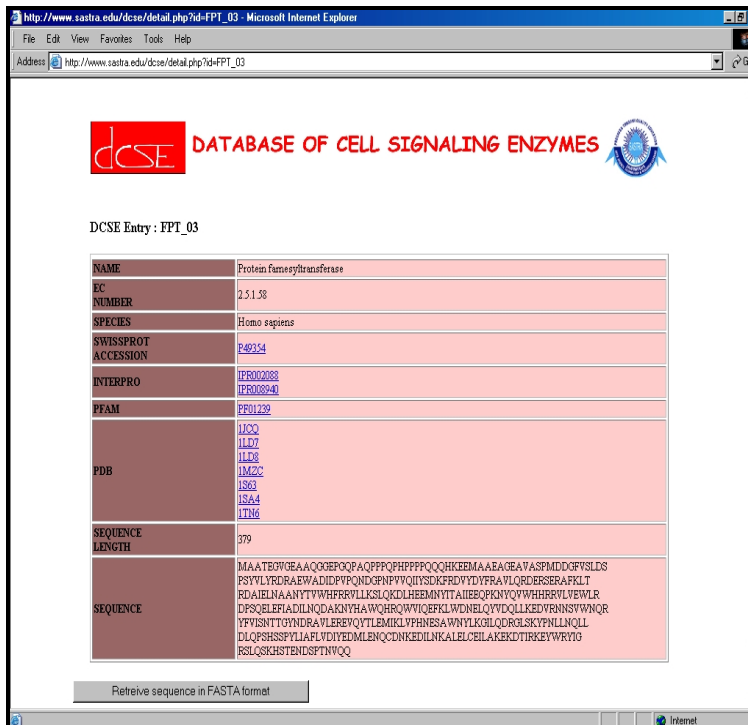 http://www.sastra.edu/dcse/detail.php?id=FPT_03 - Microsoft Internet Explorer
File Edit View Favorites Tools Help
Address http://www.sastra.edu/dcse/detail.php?id=FPT_03 G
dCSE DATABASE OF CELL SIGNALING ENZYMES
DCSE Entry : FPT_03
NAME Protein farnesyltransferase
EC
NUMBER 2.5.1.58
SPECIES Homo sapiens
SWISSPROT
ACCESSION P49354
INTERPRO IPR002088
IPR008940
PFAM PF01239
PDB 1JCQ
1LD7
1LD8
1MZC
1S63
1SA4
1TN6
SEQUENCE
LENGTH 379
SEQUENCE MAATEGVGEAAQGGEPGQPAQPPPQPHPPPPQQQHKEEMAAEAGEAVASPMDDGFVSLDS
PSYVLYRDRAEWADIDPVPQNDGPNPVVQIIYSDKFRDVYDYFRAVLQRDERSERAFKLT
RDAIELNAANYTVWHFRRVLLKSLQKDLHEEMNYITAIIEEQPKNYQVWHHRRVLVEWLR
DPSQELEFIADILNQDAKNYHAWQHRQWVIQEFKLWDNELQYVDQLLKEDVRNNSVWNQR
YFVISNTTGYNDRAVLEREVQYTLEMIKLVPHNESAWNYLKGILQDRGLSKYPNLLNQLL
DLQPSHSSPYLIAFLVDIYEDMLENQCDNKEDILNKALELCEILAKEKDTIRKEYWRYIG
RSLQSKHSTENDSPTNVQQ
Retreive sequence in FASTA format
Internet